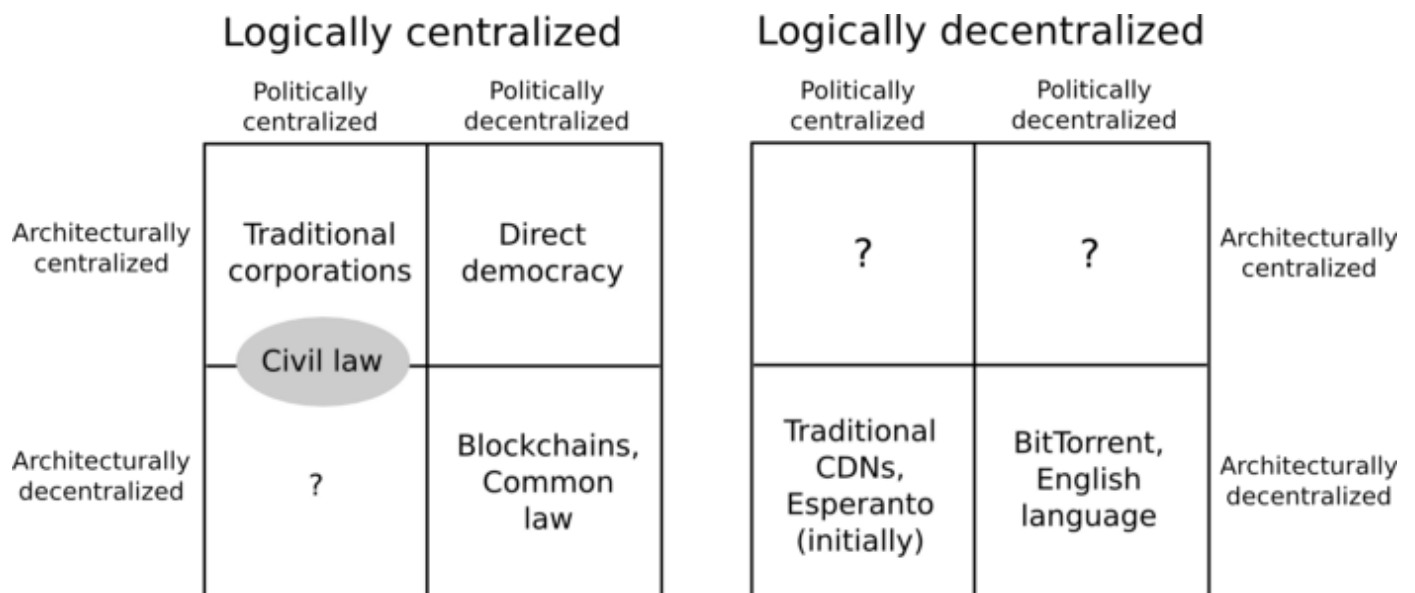 Logically centralized
Logically decentralized
Politically
centralized
Politically
decentralized
Politically
centralized
Politically
decentralized
Architecturally
centralized
Traditional
corporations
Direct
democracy
?
?
Architecturally
centralized
Civil law
Architecturally
decentralized
?
Blockchains,
Common
law
Traditional
CDNs,
Esperanto
(initially)
BitTorrent,
English
language
Architecturally
decentralized